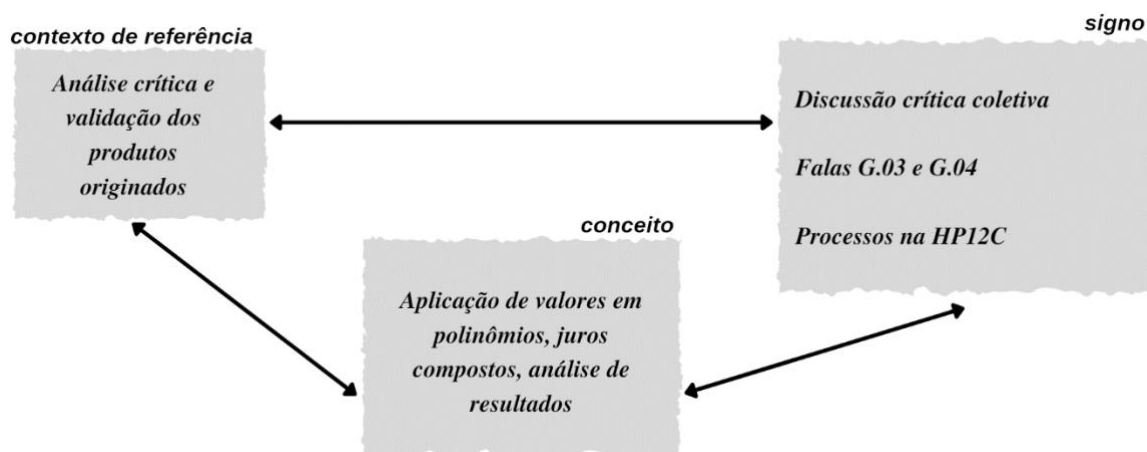 contexto de referência
Análise crítica e
validação dos
produtos
originados
signo
Discussão crítica coletiva
Falas G.03 e G.04
Processos na HP12C
conceito
Aplicação de valores em
polinômios, juros
compostos, análise de
resultados